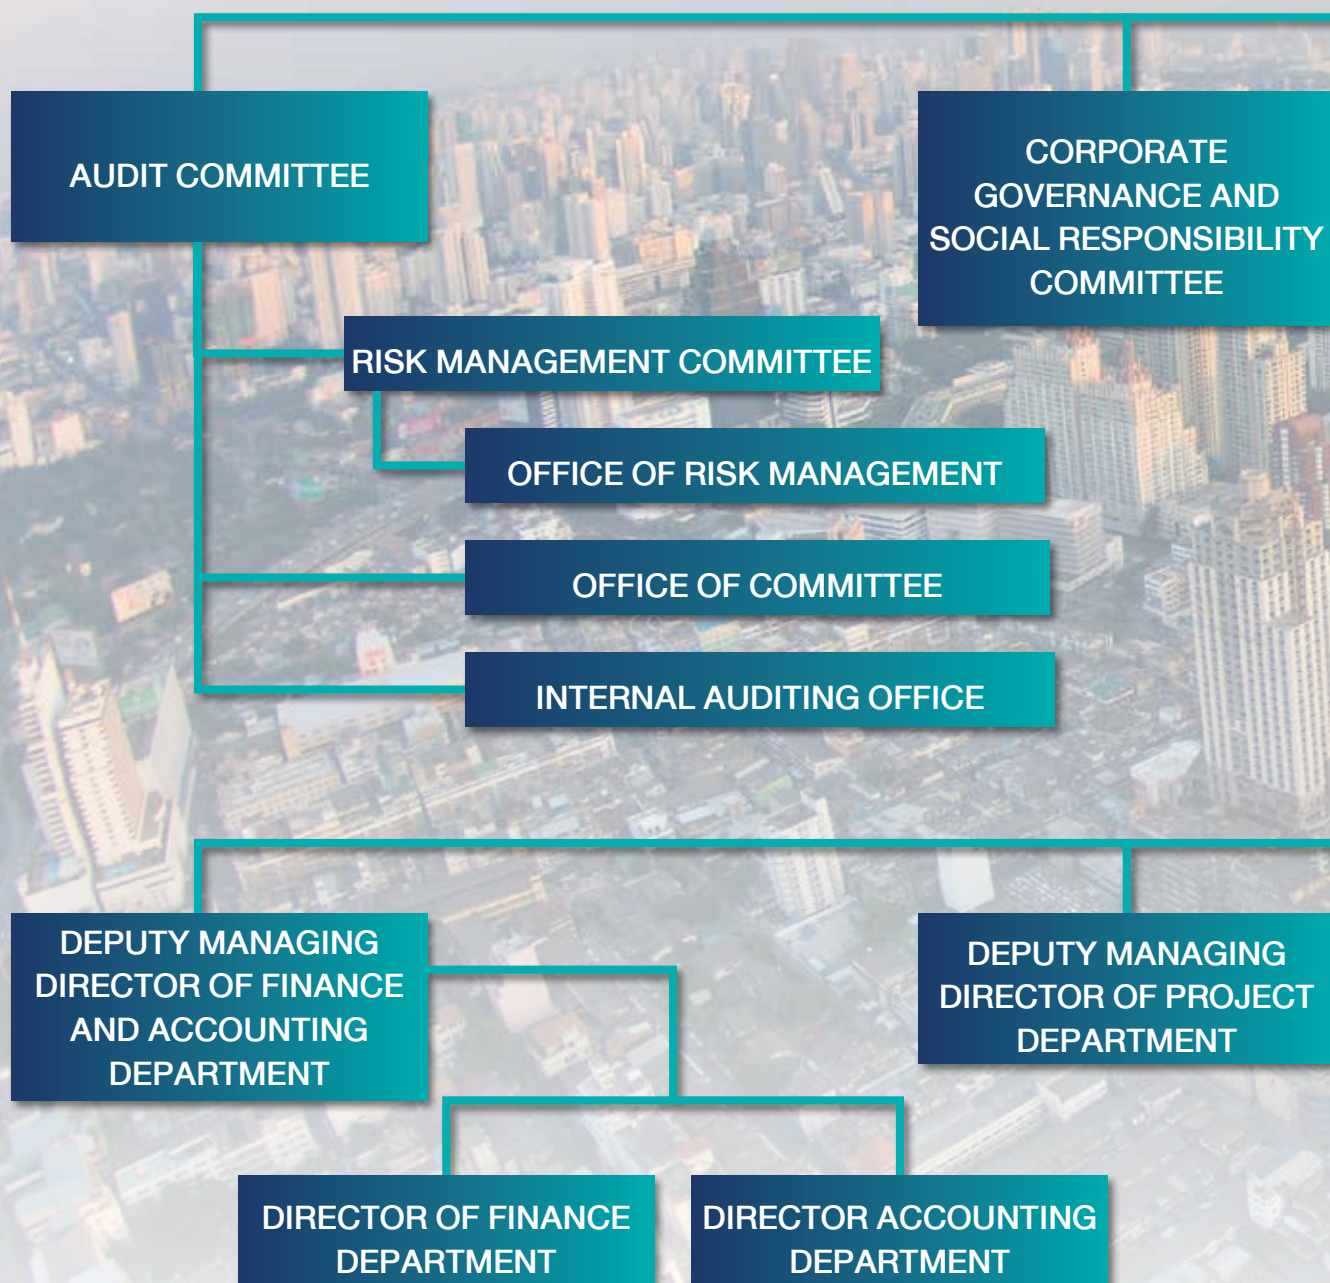 AUDIT COMMITTEE
CORPORATE
GOVERNANCE AND
SOCIAL RESPONSIBILITY
COMMITTEE
RISK MANAGEMENT COMMITTEE
OFFICE OF RISK MANAGEMENT
OFFICE OF COMMITTEE
INTERNAL AUDITING OFFICE
DEPUTY MANAGING
DIRECTOR OF FINANCE
AND ACCOUNTING
DEPARTMENT
DEPUTY MANAGING
DIRECTOR OF PROJECT
DEPARTMENT
DIRECTOR OF FINANCE
DEPARTMENT
DIRECTOR ACCOUNTING
DEPARTMENT